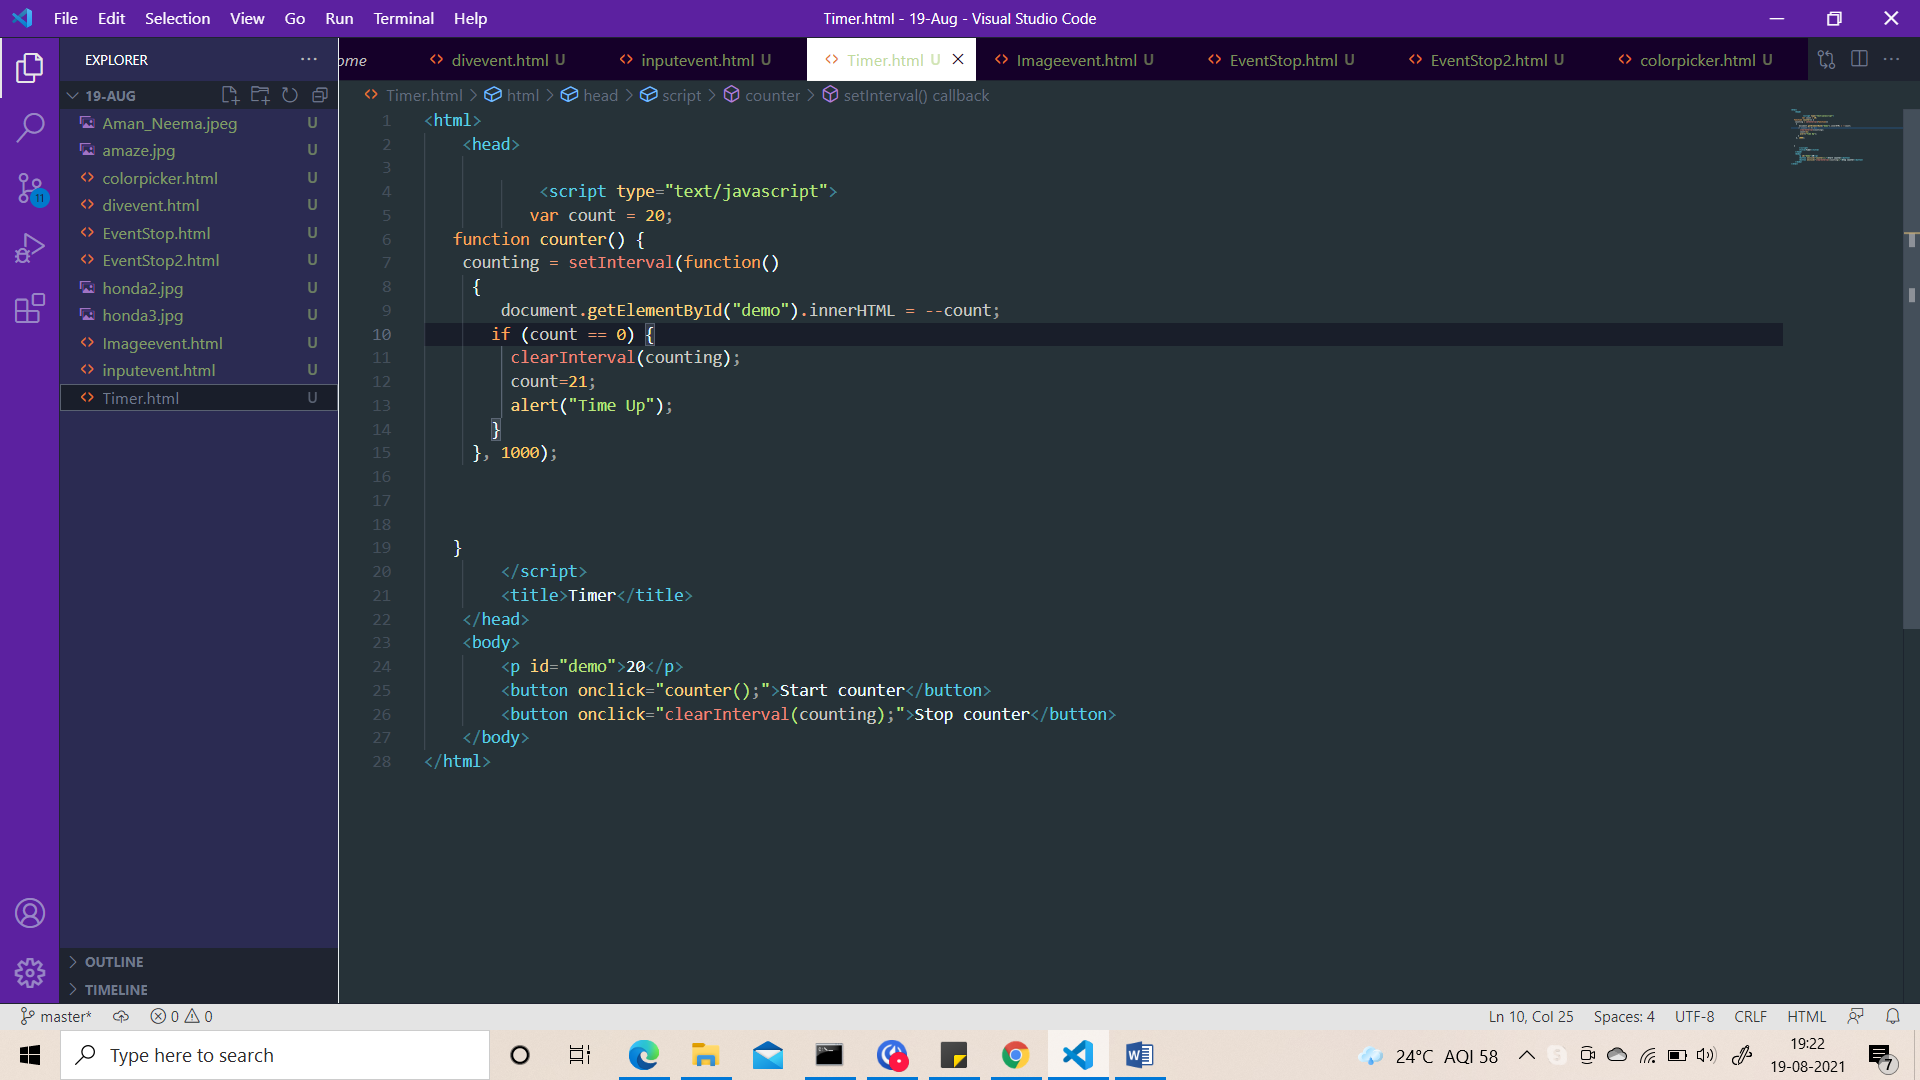 File Edit Selection View Go Run Terminal Help
Timer.html - 19-Aug - Visual Studio Code
EXPLORER
ome divevent.html U inputevent.html U Timer.html U Imageevent.html U EventStop.html U EventStop2.html U colorpicker.html U
19-AUG
Aman_Neema.jpeg U
amaze.jpg U
colorpicker.html U
divevent.html U
EventStop.html U
EventStop2.html U
honda2.jpg U
honda3.jpg U
Imageevent.html U
inputevent.html U
Timer.html U
OUTLINE
TIMELINE
11
Timer.html > html > head > script > counter > setInterval() callback
1 <html>
2 <head>
3
4 <script type="text/javascript">
5 var count = 20;
6 function counter() {
7 counting = setInterval(function()
8 {
9 document.getElementById("demo").innerHTML = --count;
10 if (count == 0) {
11 clearInterval(counting);
12 count=21;
13 alert("Time Up");
14 }
15 }, 1000);
16
17
18
19 }
20 </script>
21 <title>Timer</title>
22 </head>
23 <body>
24 <p id="demo">20</p>
25 <button onclick="counter();">Start counter</button>
26 <button onclick="clearInterval(counting);">Stop counter</button>
27 </body>
28 </html>
master* 0 0
Ln 10, Col 25 Spaces: 4 UTF-8 CRLF HTML
Type here to search
24°C AQI 58
19:22
19-08-2021
7